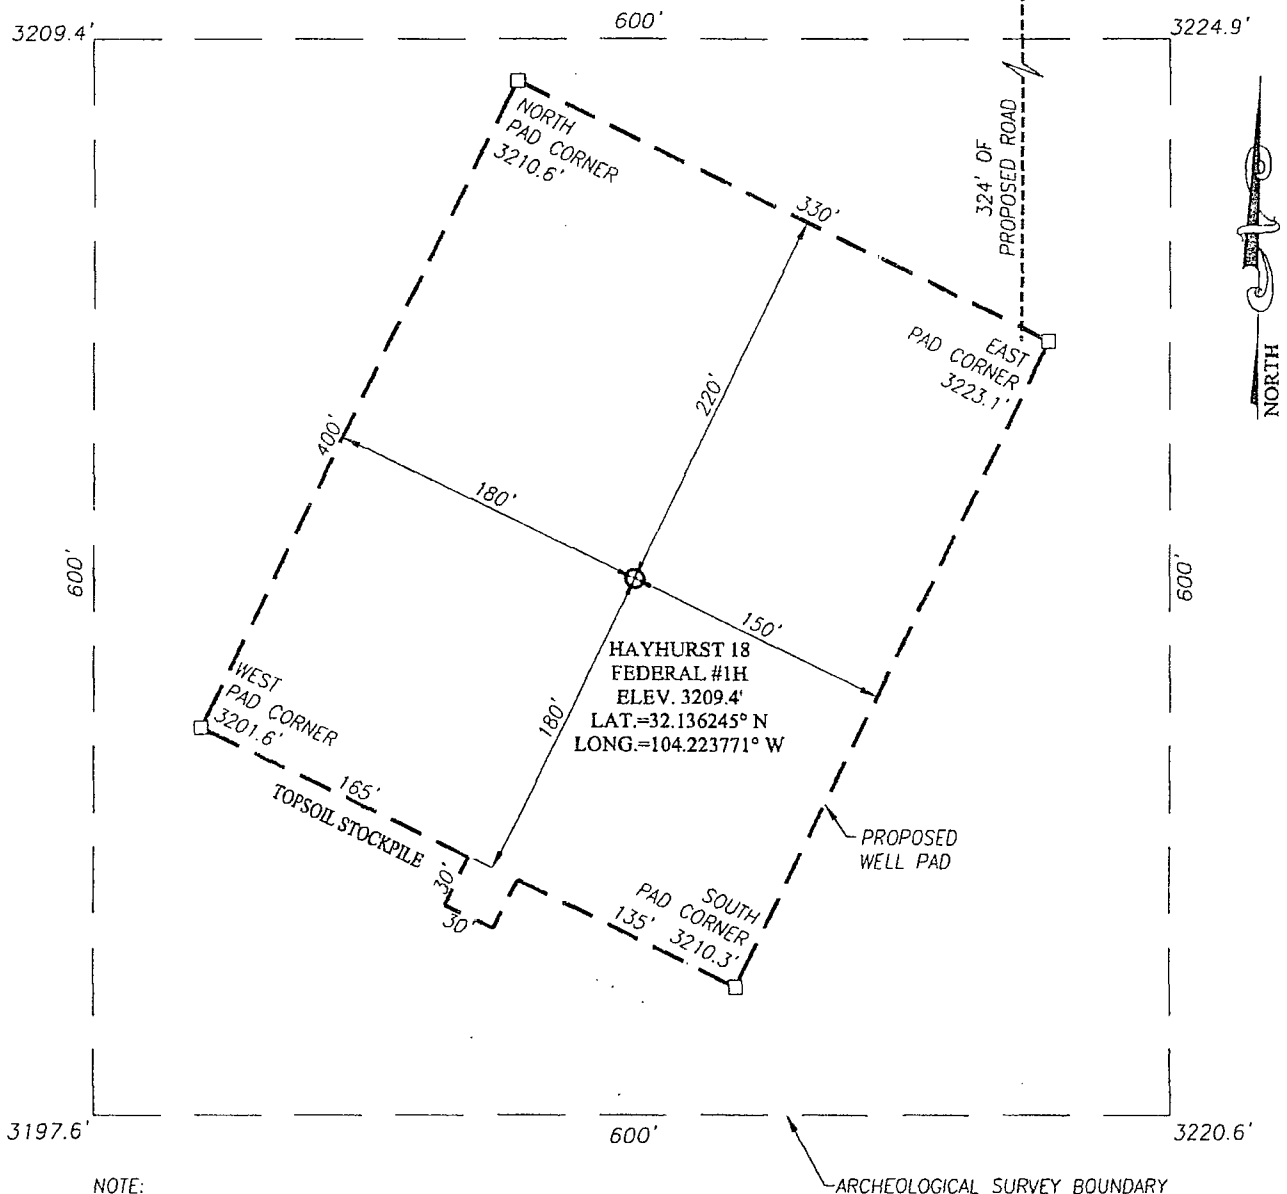 3209.4'
600'
3224.9'
324' OF
PROPOSED ROAD
NORTH
PAD CORNER
3210.6'
330'
NORTH
EAST
PAD CORNER
3223.1'
220'
400'
180'
600'
600'
150'
HAYHURST 18
FEDERAL #1H
ELEV. 3209.4'
LAT.=32.136245° N
LONG.=104.223771° W
180'
WEST
PAD CORNER
3201.6'
165'
TOPSOIL STOCKPILE
PROPOSED
WELL PAD
30'
30'
SOUTH
PAD CORNER
135'
3210.3'
3197.6'
600'
3220.6'
NOTE:
ARCHEOLOGICAL SURVEY BOUNDARY